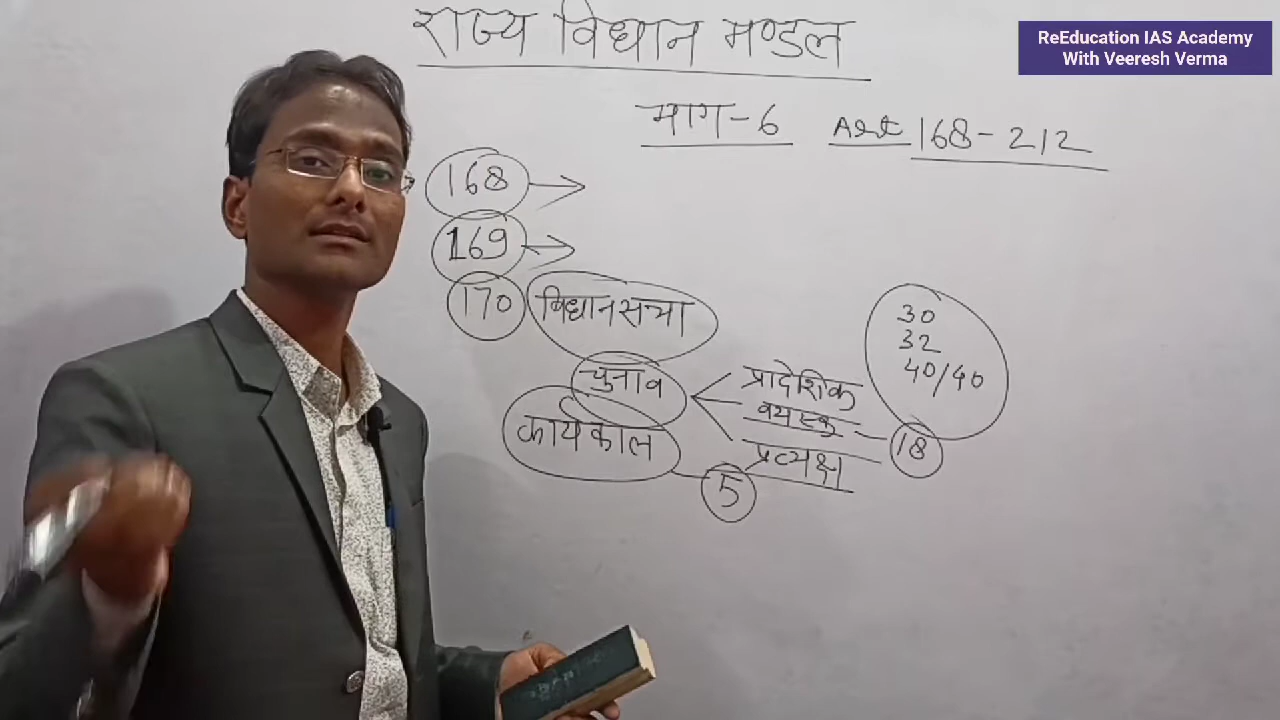 राज्य विधान मण्डल
ReEducation IAS Academy
With Veeresh Verma
भाग-6 Art 168-212
168 →
169 →
170 विधानसभा
30
32
40/40
चुनाव
प्रादेशिक
वयस्क 18
प्रत्यक्ष
कार्यकाल 5